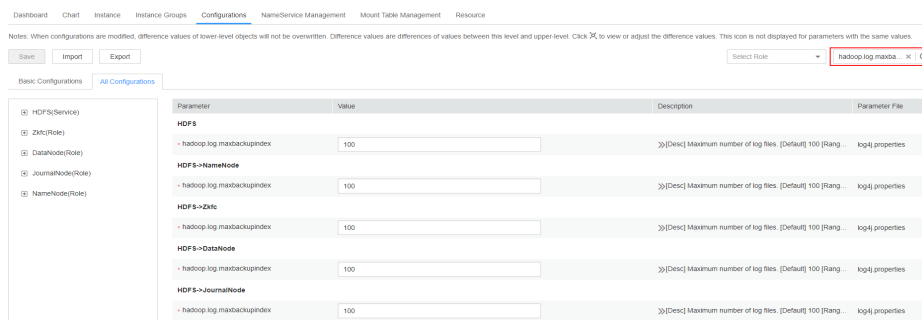 Dashboard Chart Instance Instance Groups Configurations NameService Management Mount Table Management Resource
Notes: When configurations are modified, difference values of lower-level objects will not be overwritten. Difference values are differences of values between this level and upper-level. Click to view or adjust the difference values. This icon is not displayed for parameters with the same values.
Save Import Export Select Role hadoop.log.maxba...
Basic Configurations All Configurations
Parameter Value Description Parameter File
HDFS(Service)
HDFS
Zkfc(Role)
hadoop.log.maxbackupindex 100 [Desc] Maximum number of log files. [Default] 100 [Rang... log4j.properties
DataNode(Role)
HDFS->NameNode
JournalNode(Role)
hadoop.log.maxbackupindex 100 [Desc] Maximum number of log files. [Default] 100 [Rang... log4j.properties
NameNode(Role)
HDFS->Zkfc
hadoop.log.maxbackupindex 100 [Desc] Maximum number of log files. [Default] 100 [Rang... log4j.properties
HDFS->DataNode
hadoop.log.maxbackupindex 100 [Desc] Maximum number of log files. [Default] 100 [Rang... log4j.properties
HDFS->JournalNode
hadoop.log.maxbackupindex 100 [Desc] Maximum number of log files. [Default] 100 [Rang... log4j.properties